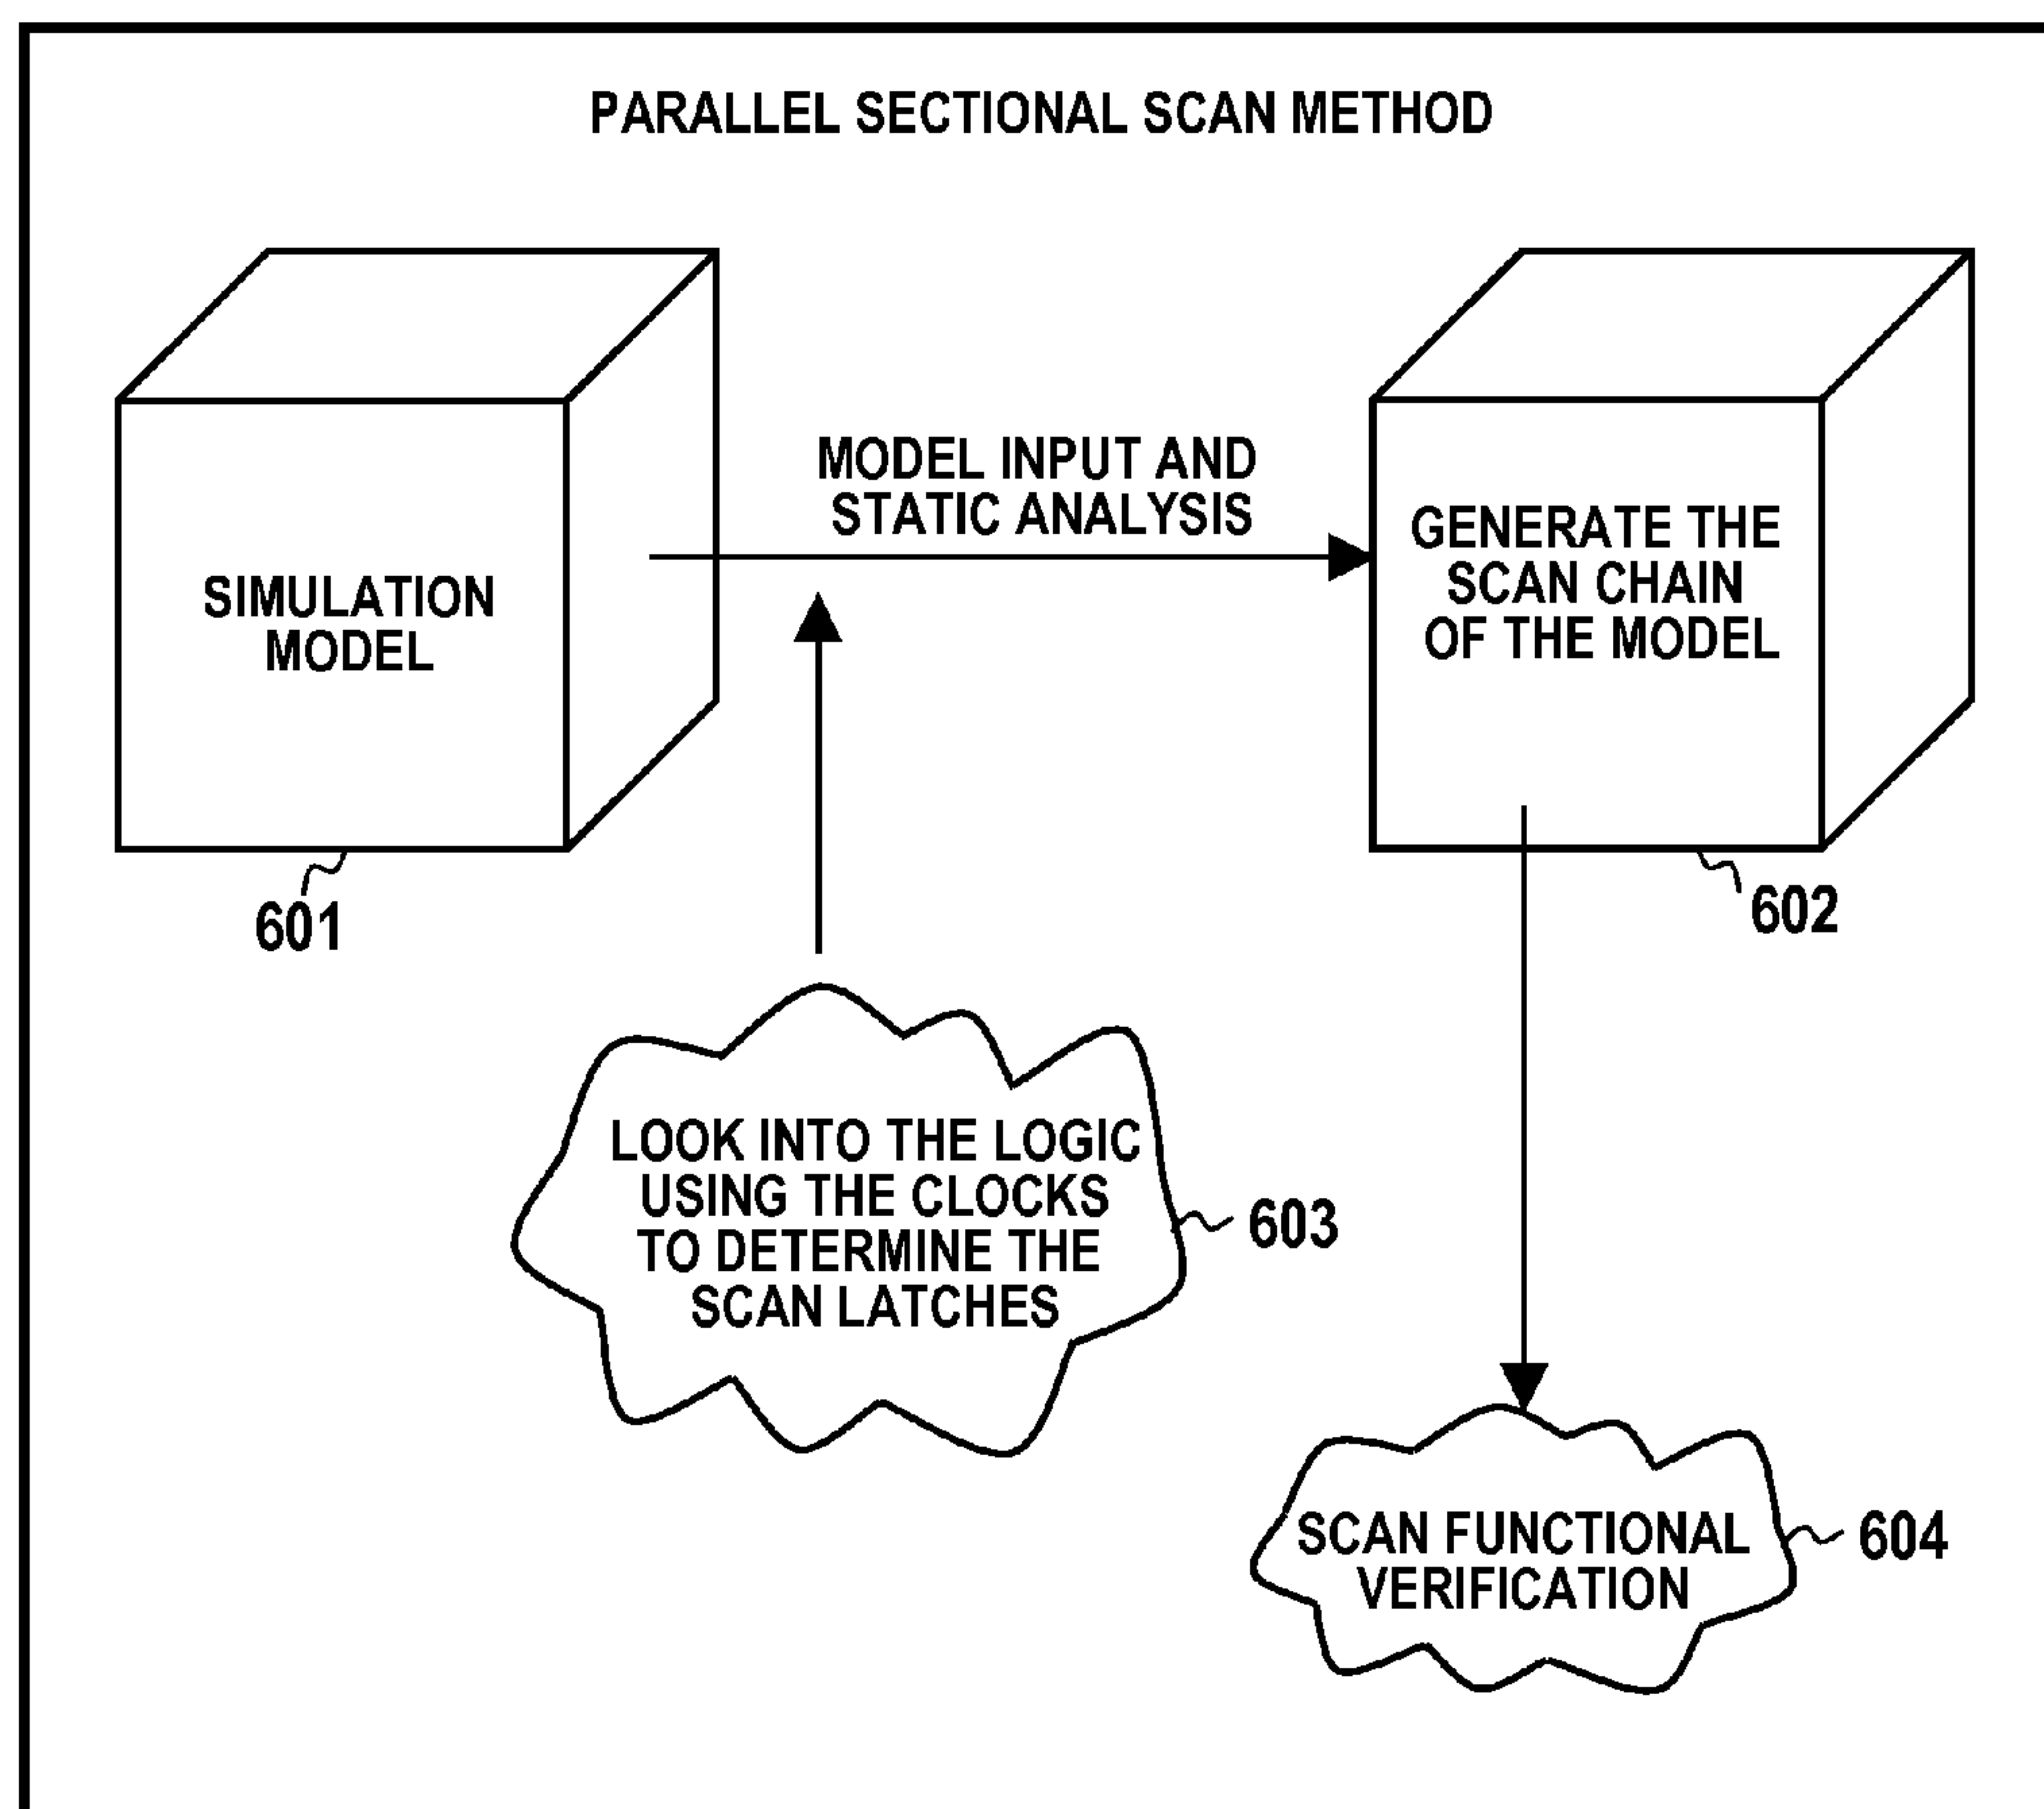 PARALLEL SECTIONAL SCAN METHOD
MODEL INPUT AND
STATIC ANALYSIS
SIMULATION
MODEL
GENERATE THE
SCAN CHAIN
OF THE MODEL
601
602
LOOK INTO THE LOGIC
USING THE CLOCKS
TO DETERMINE THE
SCAN LATCHES
603
SCAN FUNCTIONAL
VERIFICATION
604